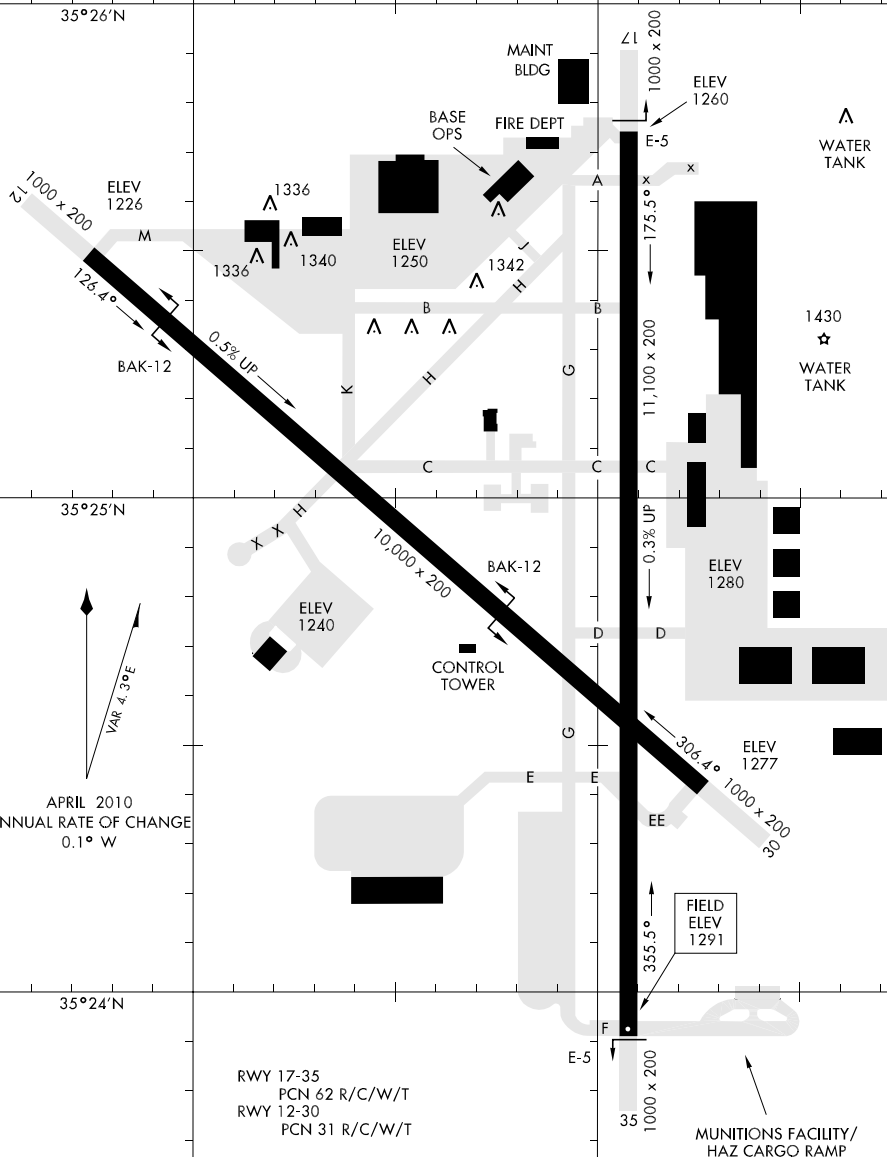 35°26'N
17
1000 x 200
MAINT
BLDG
ELEV
1260
BASE
OPS
FIRE DEPT
E-5
WATER
TANK
12
1000 x 200
ELEV
1226
1336
A
x
x
175.5°
M
1336
1340
ELEV
1250
J
1342
H
126.4°
BAK-12
0.5% UP
B
B
11,100 x 200
1430
WATER
TANK
K
H
G
C
C
C
35°25'N
X
X
H
10,000 x 200
BAK-12
0.3% UP
ELEV
1280
ELEV
1240
D
D
CONTROL
TOWER
VAR 4.3°E
G
306.4°
ELEV
1277
E
E
1000 x 200
30
EE
APRIL 2010
NNUAL RATE OF CHANGE
0.1° W
355.5°
FIELD
ELEV
1291
35°24'N
F
E-5
35
1000 x 200
RWY 17-35
PCN 62 R/C/W/T
RWY 12-30
PCN 31 R/C/W/T
MUNITIONS FACILITY/
HAZ CARGO RAMP